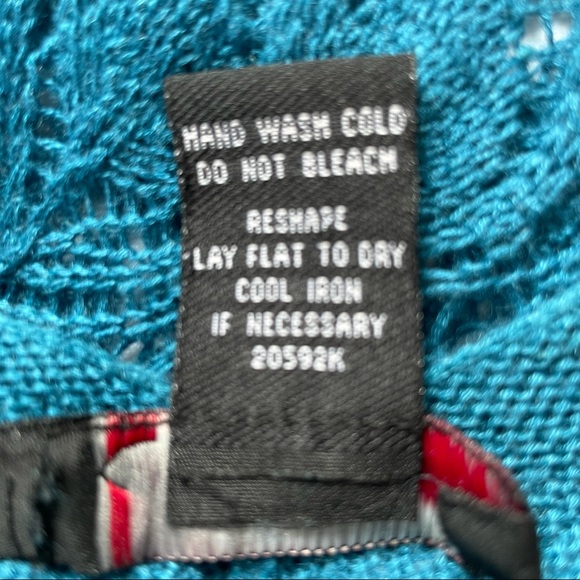 HAND WASH COLD
DO NOT BLEACH
RESHAPE
LAY FLAT TO DRY
COOL IRON
IF NECESSARY
20592K